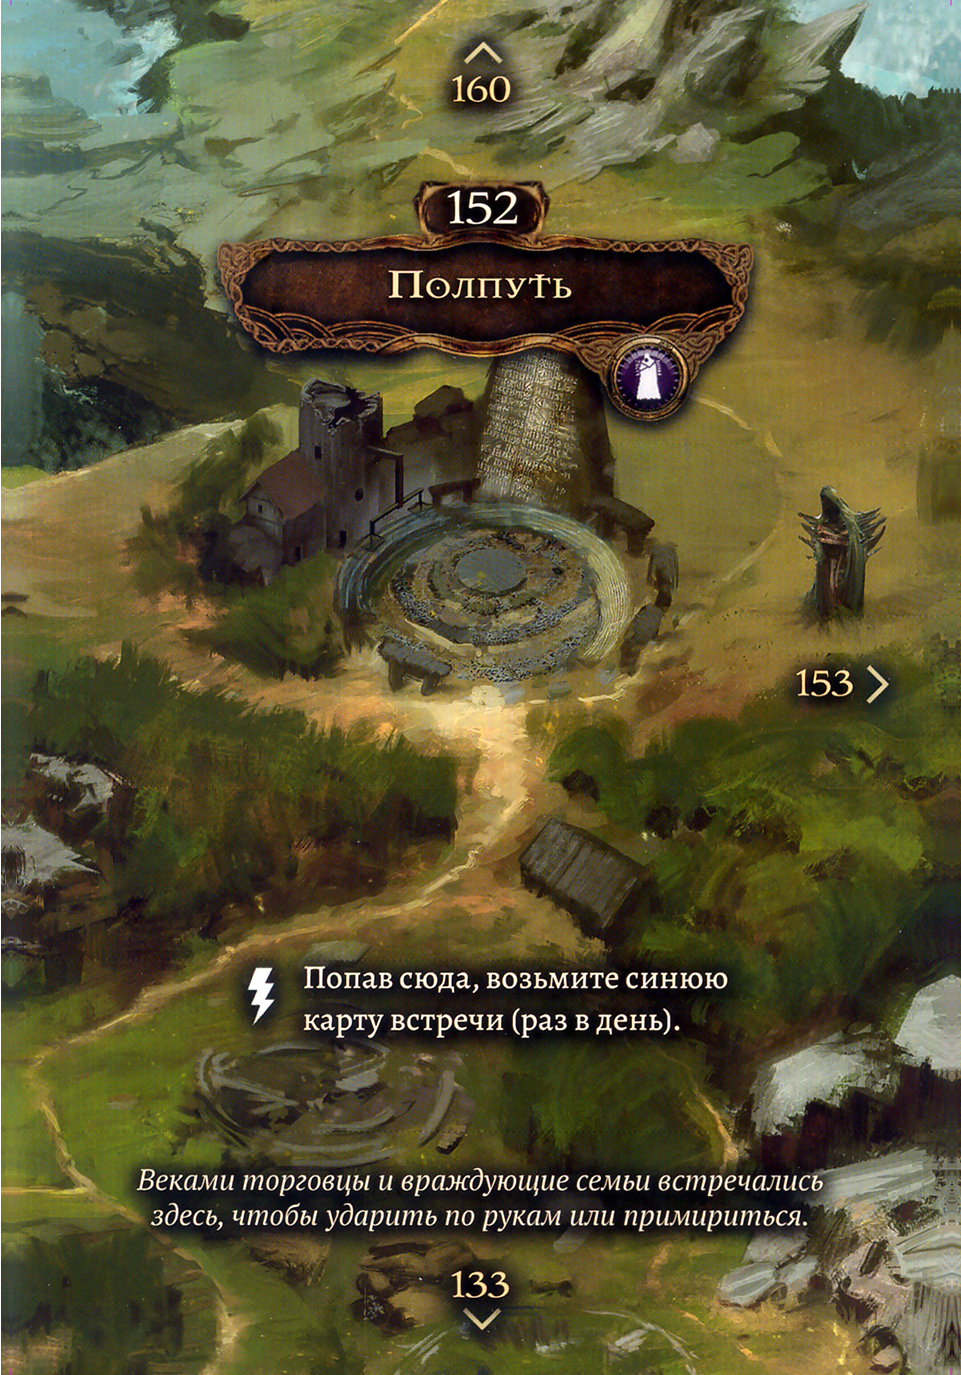 160
152
Полпуть
153
Попав сюда, возьмите синюю
карту встречи (раз в день).
Веками торговцы и враждующие семьи встречались
здесь, чтобы ударить по рукам или примириться.
133